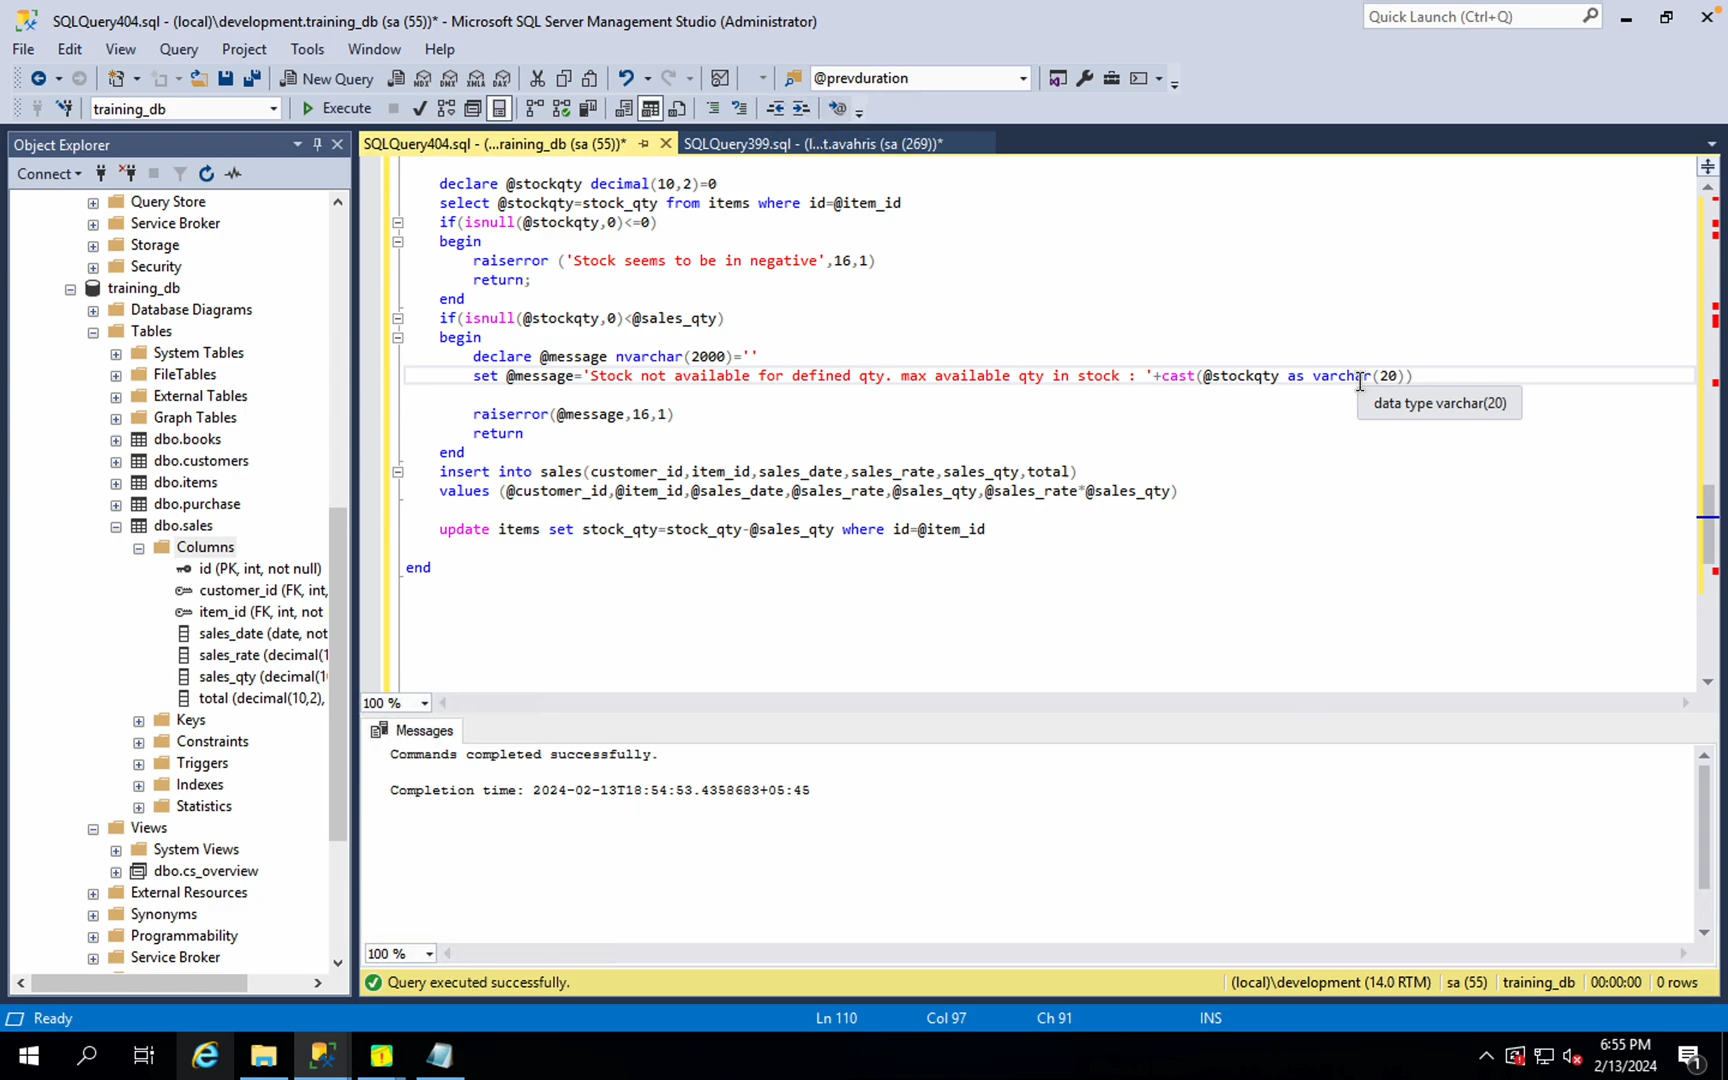 SQLQuery404.sql - (local)\development.training_db (sa (55))* - Microsoft SQL Server Management Studio (Administrator)
Quick Launch (Ctrl+Q)
File Edit View Query Project Tools Window Help
New Query
MDX DMX XMLA DAX
@prevduration
training_db
Execute
Object Explorer
SQLQuery404.sql - (...raining_db (sa (55))*
SQLQuery399.sql - (l...t.avahris (sa (269))*
Connect
Query Store
Service Broker
Storage
Security
training_db
Database Diagrams
Tables
System Tables
FileTables
External Tables
Graph Tables
dbo.books
dbo.customers
dbo.items
dbo.purchase
dbo.sales
Columns
id (PK, int, not null)
customer_id (FK, int,
item_id (FK, int, not
sales_date (date, not
sales_rate (decimal(1
sales_qty (decimal(10
total (decimal(10,2),
Keys
Constraints
Triggers
Indexes
Statistics
Views
System Views
dbo.cs_overview
External Resources
Synonyms
Programmability
Service Broker
declare @stockqty decimal(10,2)=0
select @stockqty=stock_qty from items where id=@item_id
if(isnull(@stockqty,0)<=0)
begin
raiserror ('Stock seems to be in negative',16,1)
return;
end
if(isnull(@stockqty,0)<@sales_qty)
begin
declare @message nvarchar(2000)=''
set @message='Stock not available for defined qty. max available qty in stock : '+cast(@stockqty as varchar(20))
data type varchar(20)
raiserror(@message,16,1)
return
end
insert into sales(customer_id,item_id,sales_date,sales_rate,sales_qty,total)
values (@customer_id,@item_id,@sales_date,@sales_rate,@sales_qty,@sales_rate*@sales_qty)
update items set stock_qty=stock_qty-@sales_qty where id=@item_id
end
100 %
Messages
Commands completed successfully.
Completion time: 2024-02-13T18:54:53.4358683+05:45
100 %
Query executed successfully.
(local)\development (14.0 RTM) sa (55) training_db 00:00:00 0 rows
Ready
Ln 110 Col 97 Ch 91 INS
6:55 PM
2/13/2024
1